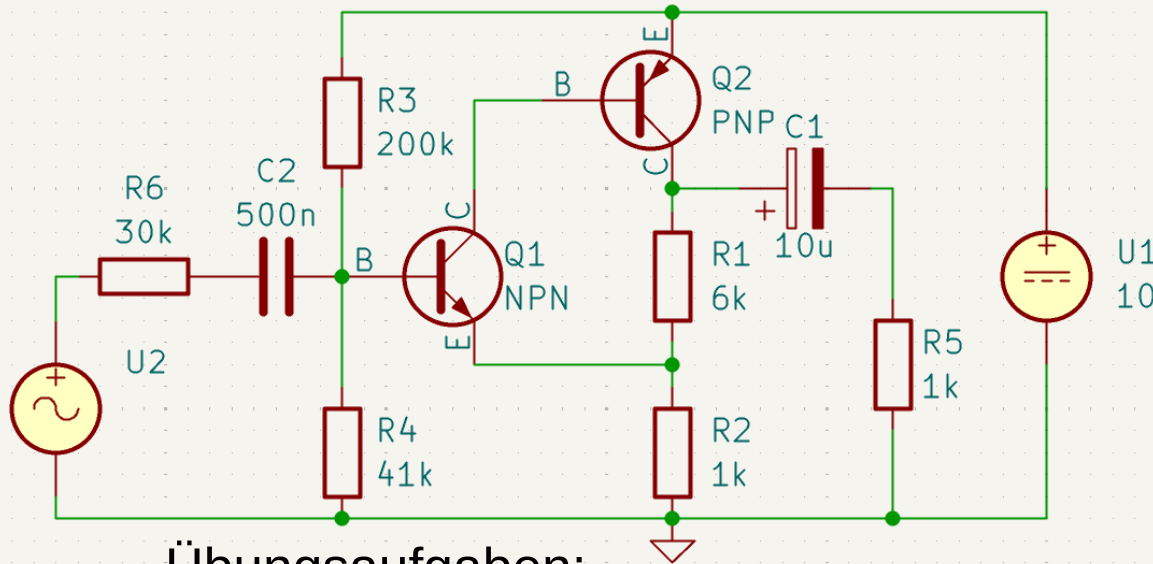 E
B
Q2
PNP
C
R3
200k
C1
+
10u
C2
500n
R6
30k
C
B
Q1
NPN
E
R1
6k
+
U1
10
U2
+
R5
1k
R4
41k
R2
1k
Übungsaufgaben: